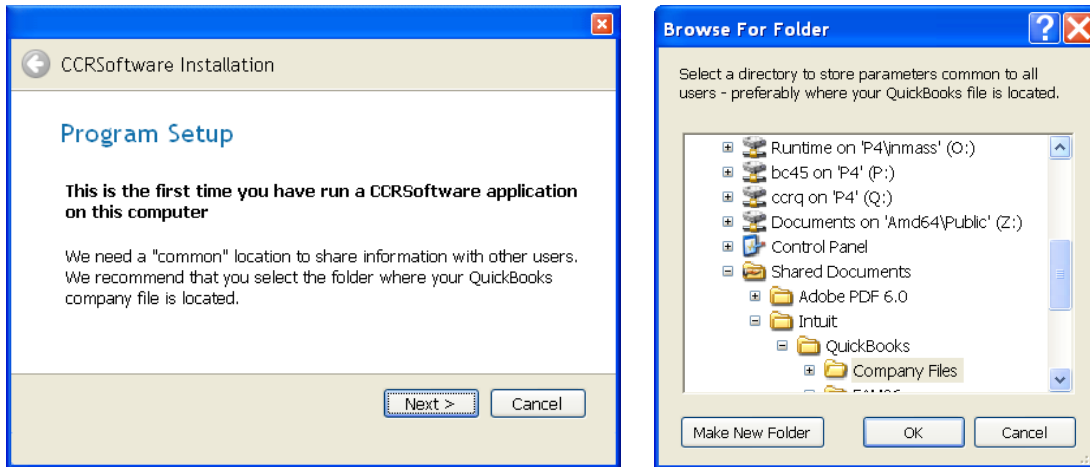 CCRSoftware Installation
Program Setup
This is the first time you have run a CCRSoftware application
on this computer
We need a "common" location to share information with other users.
We recommend that you select the folder where your QuickBooks
company file is located.
Next >
Cancel
Browse For Folder
Select a directory to store parameters common to all
users - preferably where your QuickBooks file is located.
Runtime on 'P4\inmass' (O:)
bc45 on 'P4' (P:)
ccrq on 'P4' (Q:)
Documents on 'Amd64\Public' (Z:)
Control Panel
Shared Documents
Adobe PDF 6.0
Intuit
QuickBooks
Company Files
Make New Folder
OK
Cancel